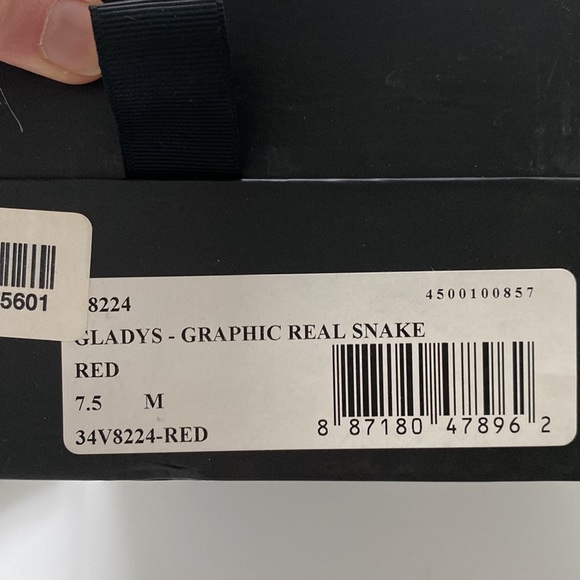 5601
8224
4500100857
GLADYS - GRAPHIC REAL SNAKE
RED
7.5 M
34V8224-RED
8 87180 47896 2